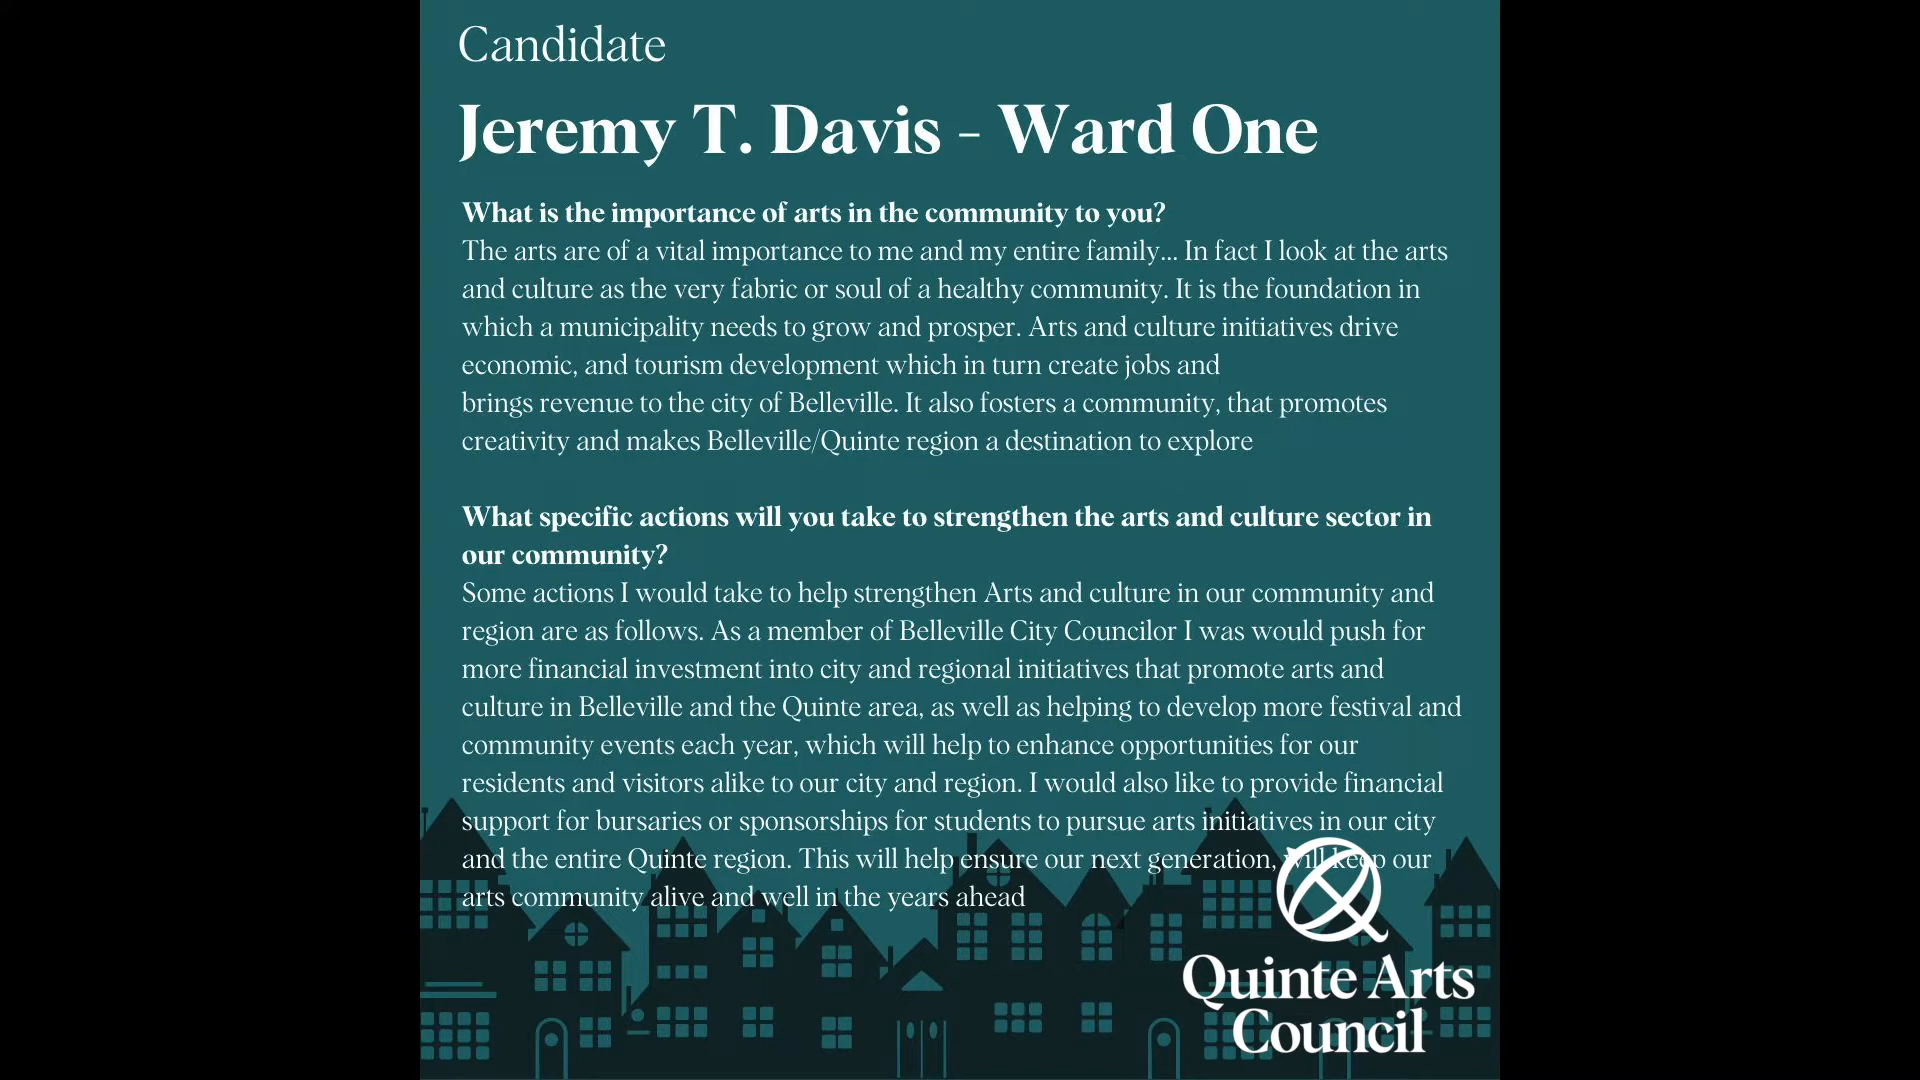 Candidate
Jeremy T. Davis - Ward One
What is the importance of arts in the community to you?
The arts are of a vital importance to me and my entire family... In fact I look at the arts
and culture as the very fabric or soul of a healthy community. It is the foundation in
which a municipality needs to grow and prosper. Arts and culture initiatives drive
economic, and tourism development which in turn create jobs and
brings revenue to the city of Belleville. It also fosters a community, that promotes
creativity and makes Belleville/Quinte region a destination to explore
What specific actions will you take to strengthen the arts and culture sector in
our community?
Some actions I would take to help strengthen Arts and culture in our community and
region are as follows. As a member of Belleville City Councilor I was would push for
more financial investment into city and regional initiatives that promote arts and
culture in Belleville and the Quinte area, as well as helping to develop more festival and
community events each year, which will help to enhance opportunities for our
residents and visitors alike to our city and region. I would also like to provide financial
support for bursaries or sponsorships for students to pursue arts initiatives in our city
and the entire Quinte region. This will help ensure our next generation, will keep our
arts community alive and well in the years ahead
Quinte Arts
Council